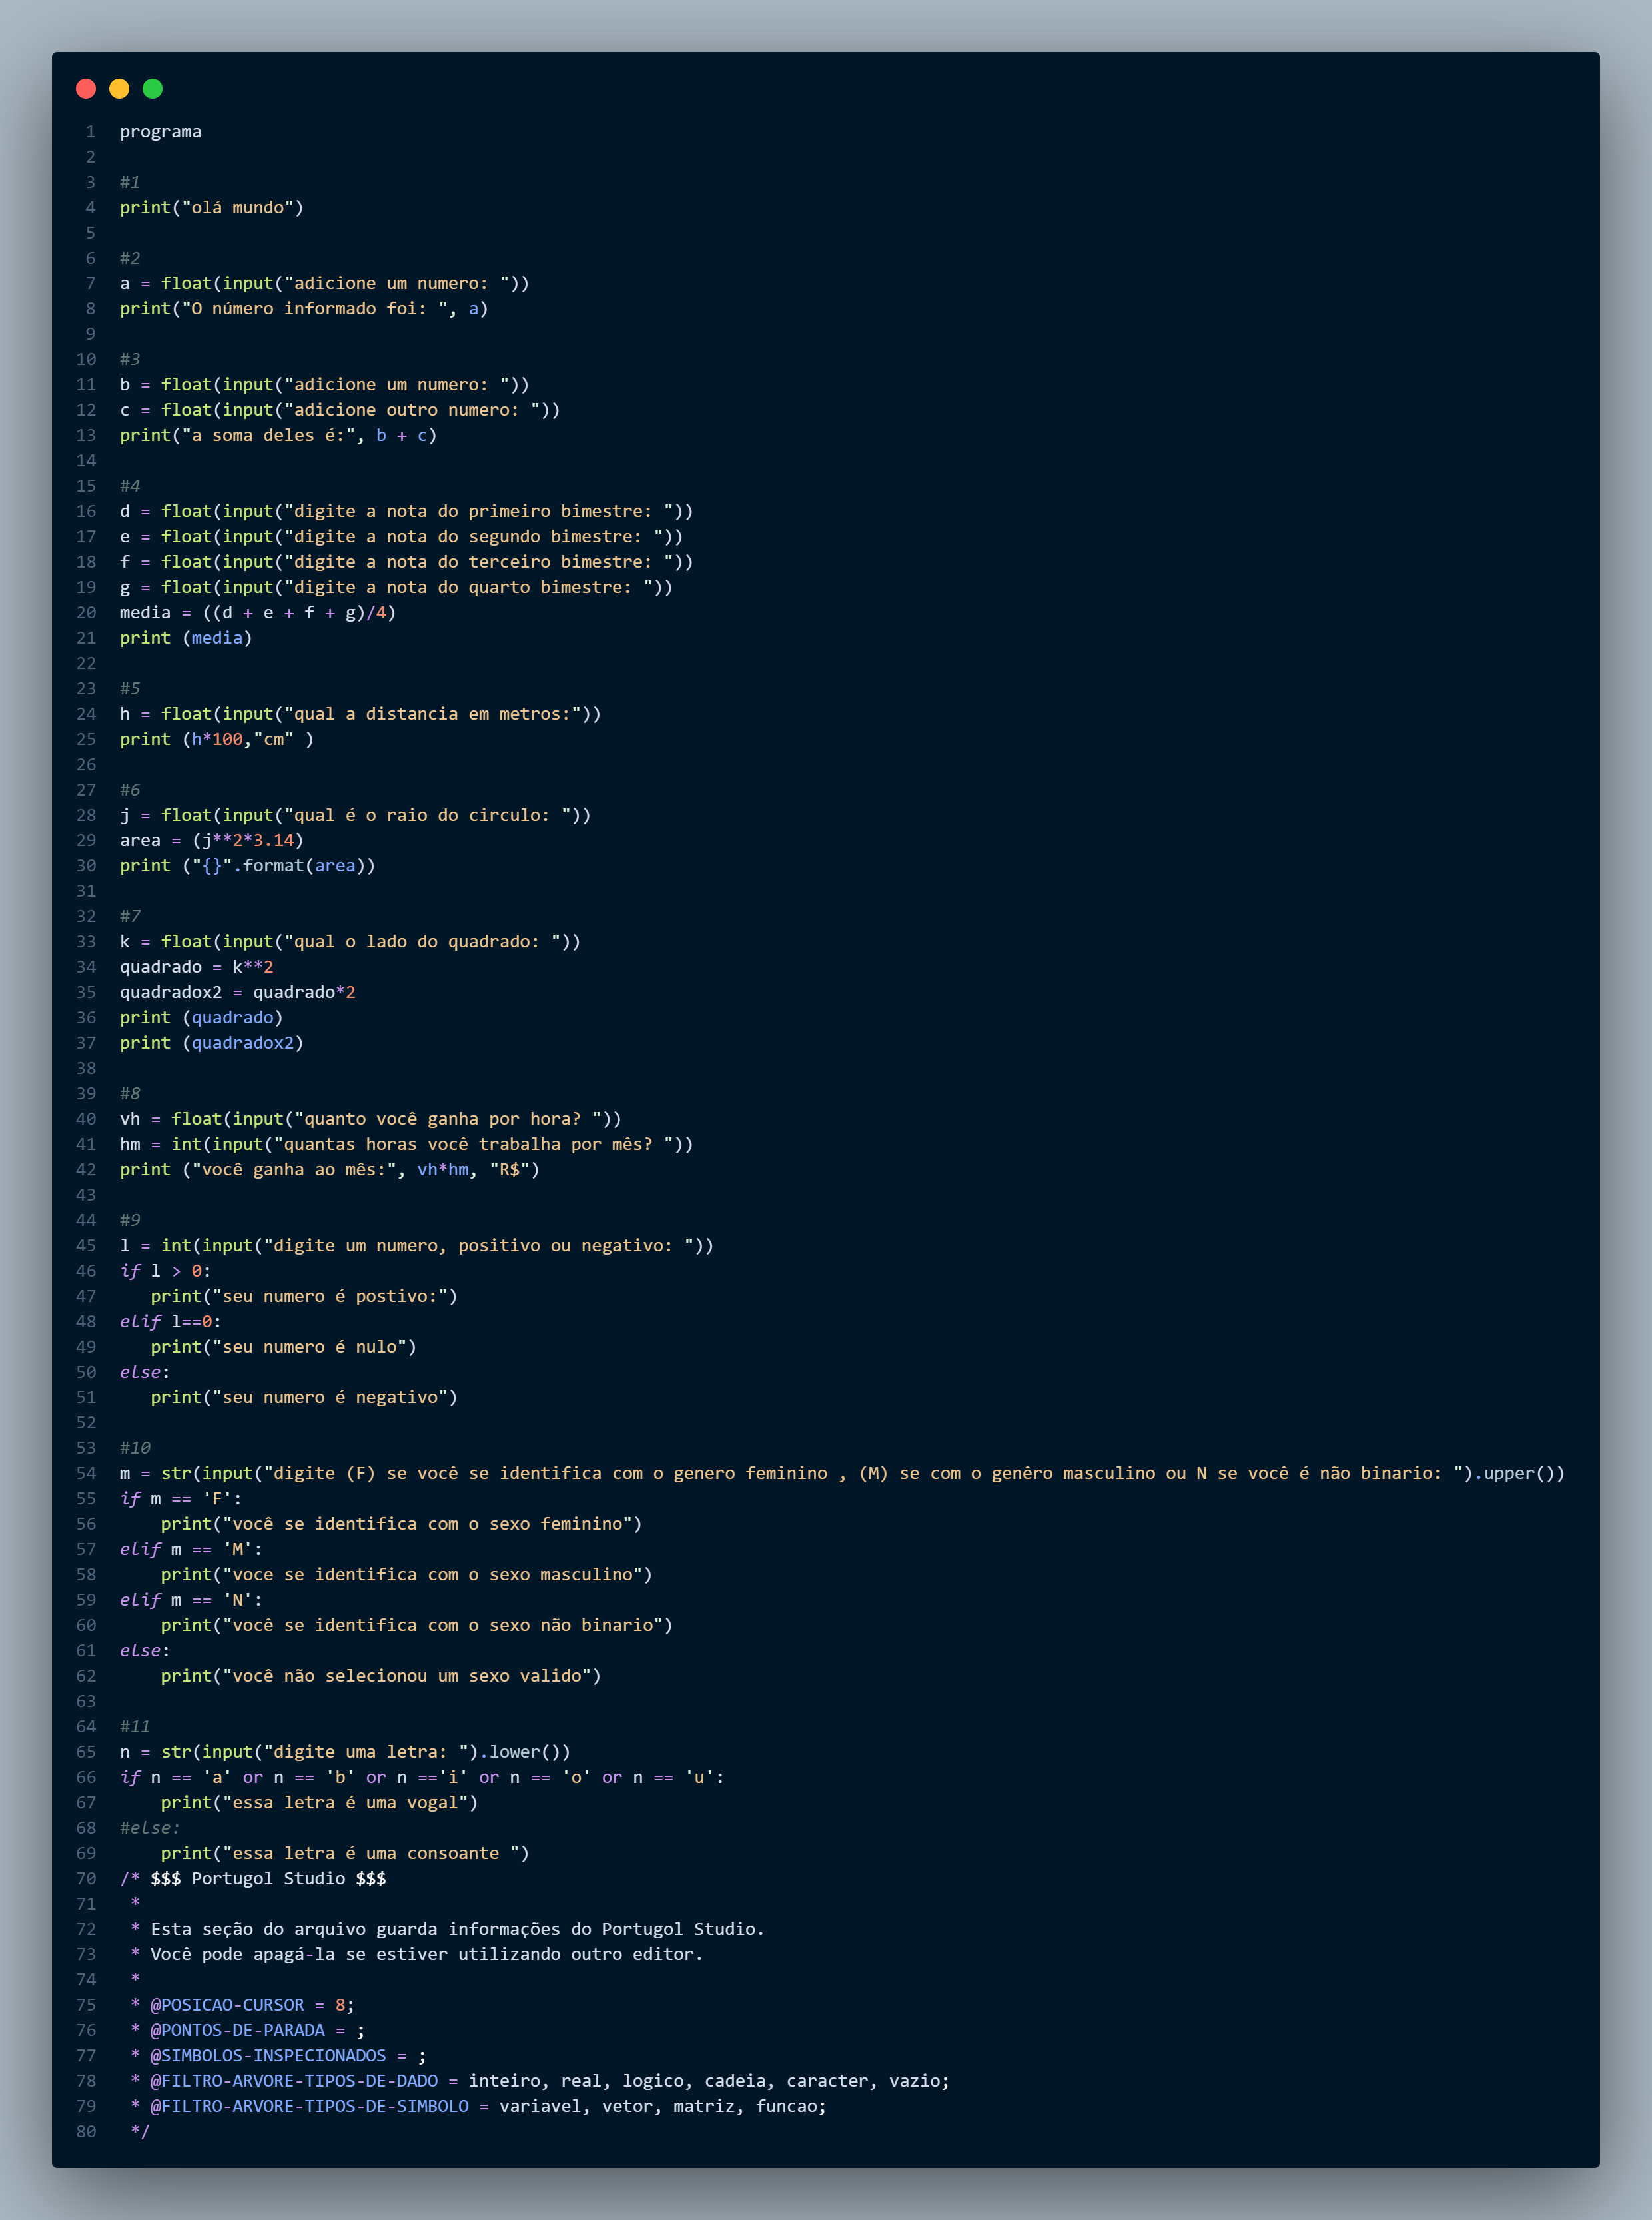 1 programa
2
3 #1
4 print("olá mundo")
5
6 #2
7 a = float(input("adicione um numero: "))
8 print("O número informado foi: ", a)
9
10 #3
11 b = float(input("adicione um numero: "))
12 c = float(input("adicione outro numero: "))
13 print("a soma deles é:", b + c)
14
15 #4
16 d = float(input("digite a nota do primeiro bimestre: "))
17 e = float(input("digite a nota do segundo bimestre: "))
18 f = float(input("digite a nota do terceiro bimestre: "))
19 g = float(input("digite a nota do quarto bimestre: "))
20 media = ((d + e + f + g)/4)
21 print (media)
22
23 #5
24 h = float(input("qual a distancia em metros:"))
25 print (h*100,"cm" )
26
27 #6
28 j = float(input("qual é o raio do circulo: "))
29 area = (j**2*3.14)
30 print ("{}".format(area))
31
32 #7
33 k = float(input("qual o lado do quadrado: "))
34 quadrado = k**2
35 quadradox2 = quadrado*2
36 print (quadrado)
37 print (quadradox2)
38
39 #8
40 vh = float(input("quanto você ganha por hora? "))
41 hm = int(input("quantas horas você trabalha por mês? "))
42 print ("você ganha ao mês:", vh*hm, "R$")
43
44 #9
45 l = int(input("digite um numero, positivo ou negativo: "))
46 if l > 0:
47    print("seu numero é postivo:")
48 elif l==0:
49    print("seu numero é nulo")
50 else:
51    print("seu numero é negativo")
52
53 #10
54 m = str(input("digite (F) se você se identifica com o genero feminino , (M) se com o genêro masculino ou N se você é não binario: ").upper())
55 if m == 'F':
56     print("você se identifica com o sexo feminino")
57 elif m == 'M':
58     print("voce se identifica com o sexo masculino")
59 elif m == 'N':
60     print("você se identifica com o sexo não binario")
61 else:
62     print("você não selecionou um sexo valido")
63
64 #11
65 n = str(input("digite uma letra: ").lower())
66 if n == 'a' or n == 'b' or n =='i' or n == 'o' or n == 'u':
67     print("essa letra é uma vogal")
68 #else:
69     print("essa letra é uma consoante ")
70 /* $$$ Portugol Studio $$$
71  *
72  * Esta seção do arquivo guarda informações do Portugol Studio.
73  * Você pode apagá-la se estiver utilizando outro editor.
74  *
75  * @POSICAO-CURSOR = 8;
76  * @PONTOS-DE-PARADA = ;
77  * @SIMBOLOS-INSPECIONADOS = ;
78  * @FILTRO-ARVORE-TIPOS-DE-DADO = inteiro, real, logico, cadeia, caracter, vazio;
79  * @FILTRO-ARVORE-TIPOS-DE-SIMBOLO = variavel, vetor, matriz, funcao;
80  */